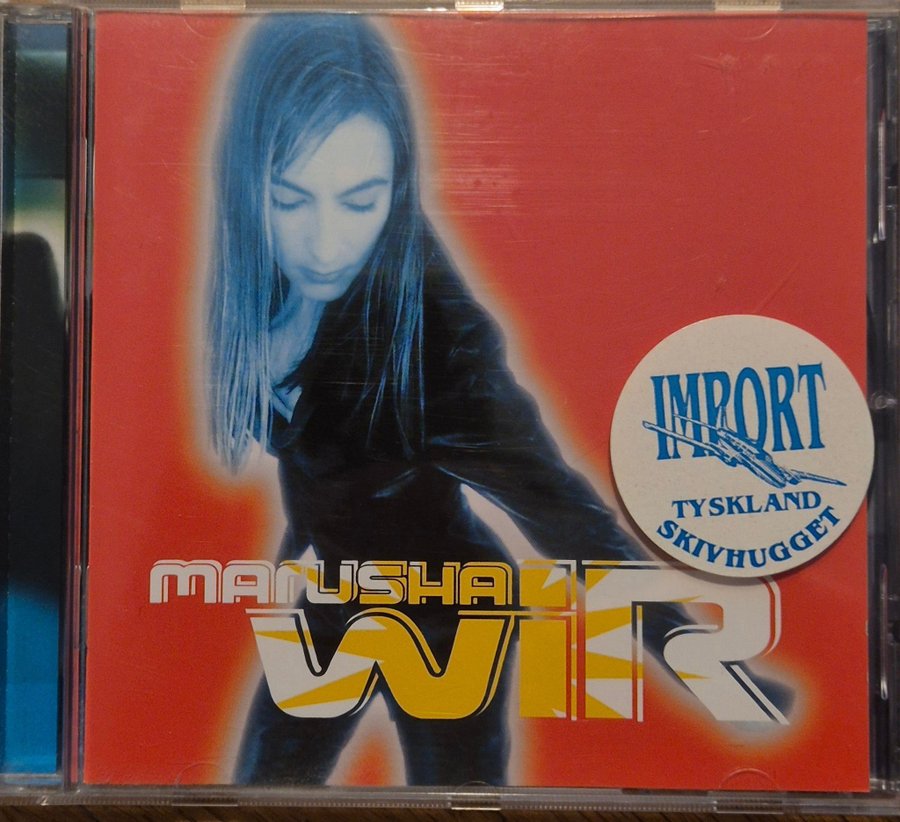 IMPORT
TYSKLAND
SKIVHUGGET
MARUSHA
WIR